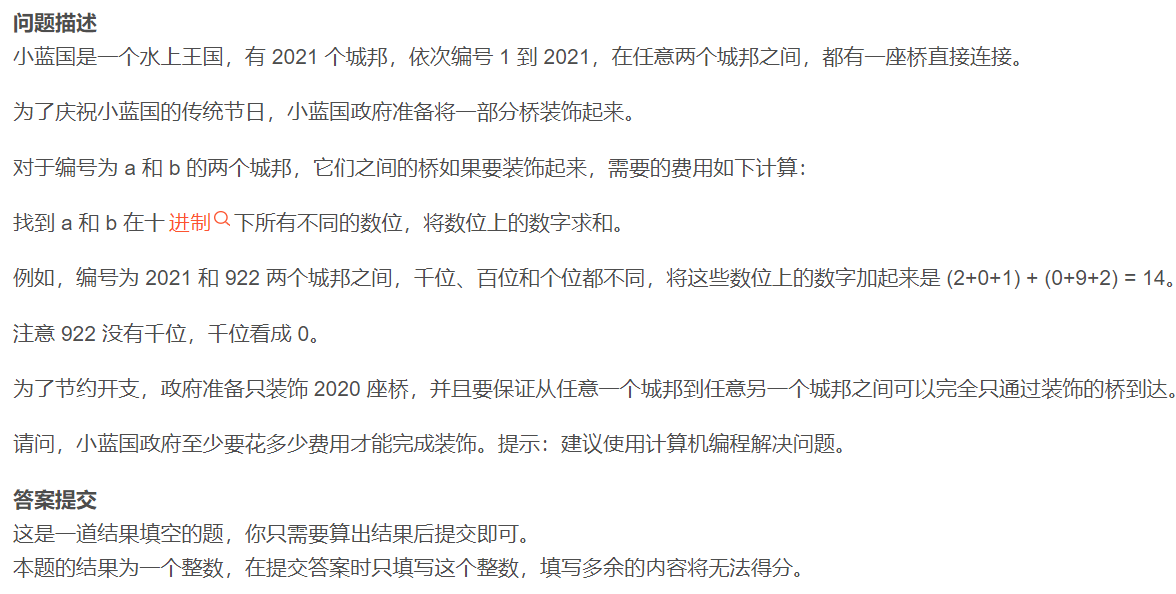 问题描述
小蓝国是一个水上王国，有 2021 个城邦，依次编号 1 到 2021，在任意两个城邦之间，都有一座桥直接连接。
为了庆祝小蓝国的传统节日，小蓝国政府准备将一部分桥装饰起来。
对于编号为 a 和 b 的两个城邦，它们之间的桥如果要装饰起来，需要的费用如下计算：
找到 a 和 b 在十进制下所有不同的数位，将数位上的数字求和。
例如，编号为 2021 和 922 两个城邦之间，千位、百位和个位都不同，将这些数位上的数字加起来是 (2+0+1) + (0+9+2) = 14。
注意 922 没有千位，千位看成 0。
为了节约开支，政府准备只装饰 2020 座桥，并且要保证从任意一个城邦到任意另一个城邦之间可以完全只通过装饰的桥到达。
请问，小蓝国政府至少要花多少费用才能完成装饰。提示：建议使用计算机编程解决问题。
答案提交
这是一道结果填空的题，你只需要算出结果后提交即可。
本题的结果为一个整数，在提交答案时只填写这个整数，填写多余的内容将无法得分。